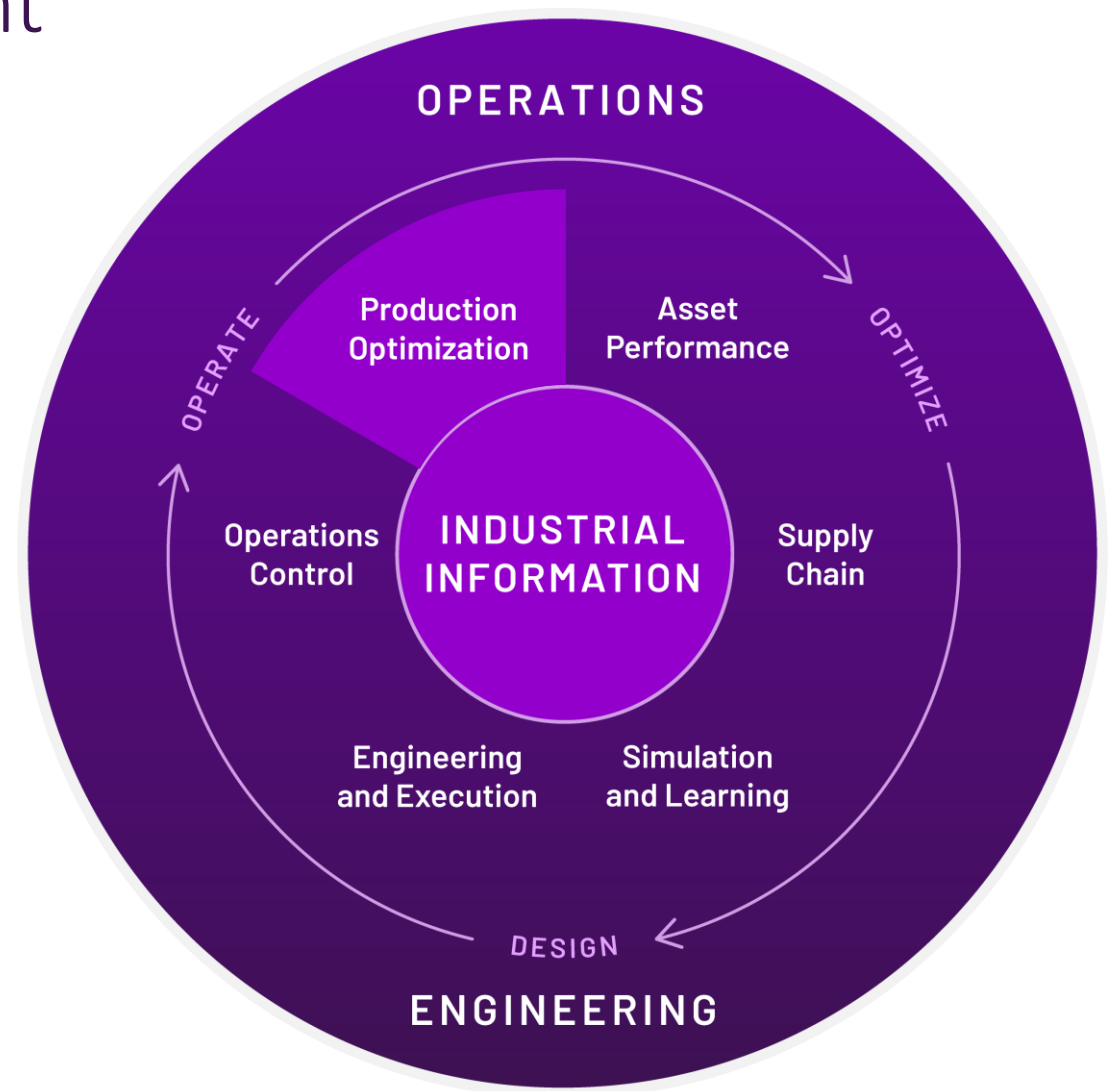 OPERATIONS
OPERATE
OPTIMIZE
Production
Optimization
Asset
Performance
Operations
Control
INDUSTRIAL
INFORMATION
Supply
Chain
Engineering
and Execution
Simulation
and Learning
DESIGN
ENGINEERING